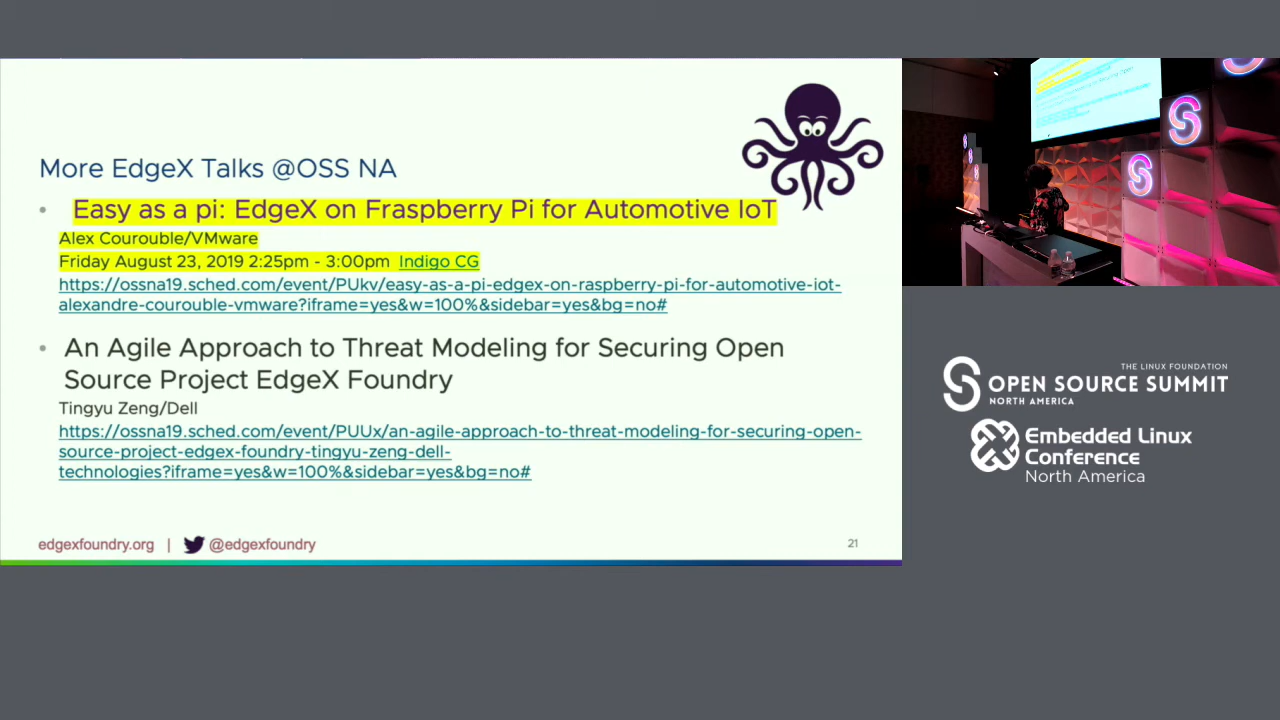 More EdgeX Talks @OSS NA
• Easy as a pi: EdgeX on Fraspberry Pi for Automotive IoT
Alex Courouble/VMware
Friday August 23, 2019 2:25pm - 3:00pm Indigo CG
https://ossna19.sched.com/event/PUkv/easy-as-a-pi-edgex-on-raspberry-pi-for-automotive-iot-
alexandre-courouble-vmware?iframe=yes&w=100%&sidebar=yes&bg=no#
• An Agile Approach to Threat Modeling for Securing Open
Source Project EdgeX Foundry
Tingyu Zeng/Dell
https://ossna19.sched.com/event/PUUx/an-agile-approach-to-threat-modeling-for-securing-open-
source-project-edgex-foundry-tingyu-zeng-dell-
technologies?iframe=yes&w=100%&sidebar=yes&bg=no#
edgexfoundry.org | @edgexfoundry
21
THE LINUX FOUNDATION
OPEN SOURCE SUMMIT
NORTH AMERICA
Embedded Linux
Conference
North America